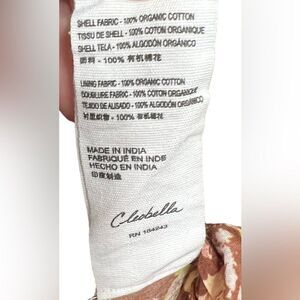 SHELL FABRIC - 100% ORGANIC COTTON
TISSU DE SHELL - 100% COTON ORGANIQUE
SHELL TELA - 100% ALGODÓN ORGÁNICO
面料 - 100% 有机棉花
LINING FABRIC - 100% ORGANIC COTTON
DOUBLURE FABRIC - 100% COTON ORGANIQUE
TEJIDO DE ALISADO - 100% ALGODÓN ORGÁNICO
衬里织物 - 100% 有机棉花
MADE IN INDIA
FABRIQUÉ EN INDE
HECHO EN INDIA
印度制造
Cleobella
RN 164243